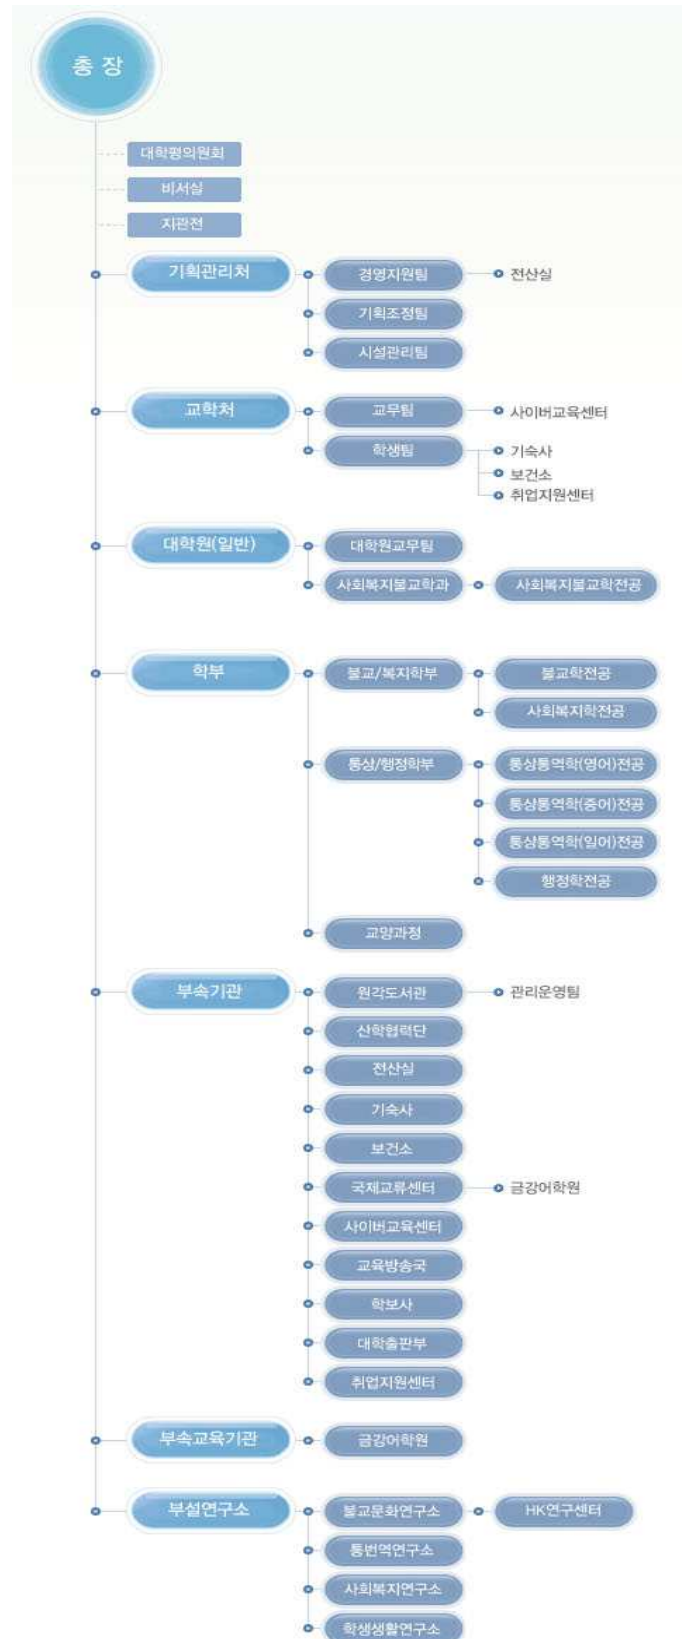 총 장
대학평의원회
비서실
지관전
기획관리처 경영지원팀 전산실
기획조정팀
시설관리팀
교학처 교무팀 사이버교육센터
학생팀 기숙사
보건소
취업지원센터
대학원(일반) 대학원교무팀
사회복지불교학과 사회복지불교학전공
학부 불교/복지학부 불교학전공
사회복지학전공
통상/행정학부 통상통역학(영어)전공
통상통역학(중어)전공
통상통역학(일어)전공
행정학전공
교양과정
부속기관 원각도서관 관리운영팀
산학협력단
전산실
기숙사
보건소
국제교류센터 금강어학원
사이버교육센터
교육방송국
학보사
대학출판부
취업지원센터
부속교육기관 금강어학원
부설연구소 불교문화연구소 HK연구센터
통번역연구소
사회복지연구소
학생생활연구소